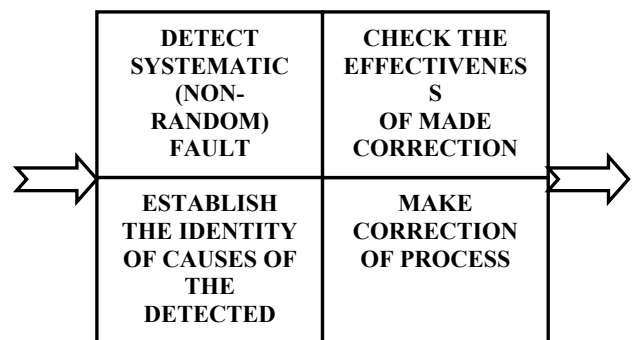 DETECT
SYSTEMATIC
(NON-
RANDOM)
FAULT
CHECK THE
EFFECTIVENES
S
OF MADE
CORRECTION
ESTABLISH
THE IDENTITY
OF CAUSES OF
THE
DETECTED
MAKE
CORRECTION
OF PROCESS